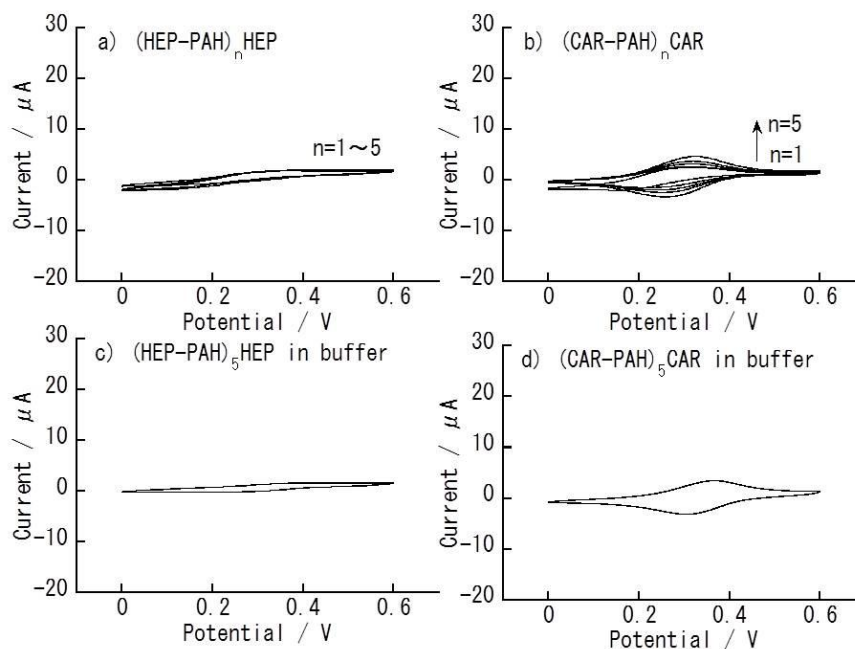 a) (HEP-PAH)nHEP
30
20
10
0
-10
-20
Current / μA
n=1～5
0 0.2 0.4 0.6
Potential / V
b) (CAR-PAH)nCAR
30
20
10
0
-10
-20
Current / μA
n=5
n=1
0 0.2 0.4 0.6
Potential / V
c) (HEP-PAH)5HEP in buffer
30
20
10
0
-10
-20
Current / μA
0 0.2 0.4 0.6
Potential / V
d) (CAR-PAH)5CAR in buffer
30
20
10
0
-10
-20
Current / μA
0 0.2 0.4 0.6
Potential / V